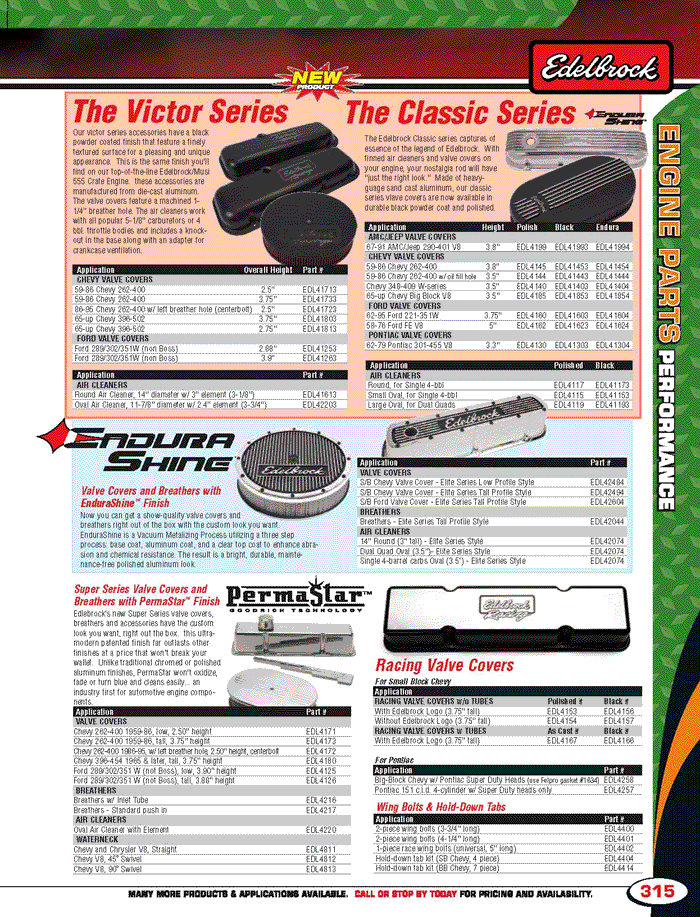 Edelbrock
NEW
PRODUCT
The Victor Series
Our victor series accessories have a black
powder coated finish that feature a finely
textured surface for a pleasing and unique
appearance. This is the same finish you'll
find on our top-of-the-line Edelbrock/Musi
555 Crate Engine. these accessories are
manufactured from die-cast aluminum.
The valve covers feature a machined 1-
1/4" breather hole. The air cleaners work
with all popular 5-1/8" carburetors or 4
bbl. throttle bodies and includes a knock-
out in the base along with an adapter for
crankcase ventilation.
Application Overall Height Part #
CHEVY VALVE COVERS
59-86 Chevy 262-400 2.5" EDL41713
59-86 Chevy 262-400 3.75" EDL41733
86-95 Chevy 262-400 w/ left breather hole (centerbolt) 2.5" EDL41723
65-up Chevy 396-502 3.75" EDL41803
65-up Chevy 396-502 2.75" EDL41813
FORD VALVE COVERS
Ford 289/302/351W (non Boss) 2.88" EDL41253
Ford 289/302/351W (non Boss) 3.9" EDL41263
Application Part #
AIR CLEANERS
Round Air Cleaner, 14" diameter w/ 3" element (3-1/8") EDL41613
Oval Air Cleaner, 11-7/8" diameter w/ 2.4" element (3-3/4") EDL42203
The Classic Series
ENDURA
SHINE
The Edelbrock Classic series captures of
essence of the legend of Edelbrock. With
finned air cleaners and valve covers on
your engine, your nostalgia rod will have
"just the right look." Made of heavy-
guage sand cast aluminum, our classic
series vlave covers are now available in
durable black powder coat and polished.
Application Height Polish Black Endura
AMC/JEEP VALVE COVERS
67-91 AMC/Jeep 290-401 V8 3.8" EDL4199 EDL41993 EDL41994
CHEVY VALVE COVERS
59-86 Chevy 262-400 3.8" EDL4145 EDL41453 EDL41454
59-86 Chevy 262-400 w/ oil fill hole 3.5" EDL4144 EDL41443 EDL41444
Chevy 348-409 W-series 3.5" EDL4140 EDL41403 EDL41404
65-up Chevy Big Block V8 3.5" EDL4185 EDL41853 EDL41854
FORD VALVE COVERS
62-95 Ford 221-351W 3.75" EDL4160 EDL41603 EDL41604
58-76 Ford FE V8 5" EDL4162 EDL41623 EDL41624
PONTIAC VALVE COVERS
62-79 Pontiac 301-455 V8 3.3" EDL4130 EDL41303 EDL41304
Application Polished Black
AIR CLEANERS
Round, for Single 4-bbl EDL4117 EDL41173
Small Oval, for Single 4-bbl EDL4115 EDL41153
Large Oval, for Dual Quads EDL4119 EDL41193
ENDURA
SHINE
Edelbrock
Edelbrock
Valve Covers and Breathers with
EnduraShine™ Finish
Now you can get a show-quality valve covers and
breathers right out of the box with the custom look you want.
EnduraShine is a Vacuum Metalizing Process utilizing a three step
process: base coat, aluminum coat, and a clear top coat to enhance abra-
sion and chemical resistance. The result is a bright, durable, mainte-
nance-free polished aluminum look.
Application Part #
VALVE COVERS
S/B Chevy Valve Cover - Elite Series Low Profile Style EDL42484
S/B Chevy Valve Cover - Elite Series Tall Profile Style EDL42494
S/B Ford Valve Cover - Elite Series Tall Profile Style EDL42604
BREATHERS
Breathers - Elite Series Tall Profile Style EDL42044
AIR CLEANERS
14" Round (3" tall) - Elite Series Style EDL42074
Dual Quad Oval (3.5")- Elite Series Style EDL42074
Single 4-barrel carbs Oval (3.5") - Elite Series Style EDL42074
Super Series Valve Covers and
Breathers with PermaStar™ Finish
PERMASTAR™
GOODRICH TECHNOLOGY
Edlebrock's new Super Series valve covers,
breathers and accessories have the custom
look you want, right out of the box. this ultra-
modern patented finish far outlasts other
finishes at a price that won't break your
wallet. Unlike traditional chromed or polished
aluminum finishes, PermaStar won't oxidize,
fade or turn blue and cleans easily... an
industry first for automotive engine compo-
nents.
Application Part #
VALVE COVERS
Chevy 262-400 1959-86, low, 2.50" height EDL4171
Chevy 262-400 1959-86, tall, 3.75" height EDL4173
Chevy 262-400 1986-95, w/ left breather hole, 2.50" height, centerbolt EDL4172
Chevy 396-454 1965 & later, tall, 3.75" height EDL4180
Ford 289/302/351 W (not Boss), low, 3.90" height EDL4125
Ford 289/302/351 W (not Boss), tall, 3.88" height EDL4126
BREATHERS
Breathers w/ Inlet Tube EDL4216
Breathers - Standard push in EDL4217
AIR CLEANERS
Oval Air Cleaner with Element EDL4220
WATERNECK
Chevy and Chrysler V8, Straight EDL4811
Chevy V8, 45° Swivel EDL4812
Chevy V8, 90° Swivel EDL4813
Edelbrock
Racing
Racing Valve Covers
For Small Block Chevy
Application
RACING VALVE COVERS w/o TUBES Polished # Black #
With Edelbrock Logo (3.75" tall) EDL4153 EDL4156
Without Edelbrock Logo (3.75" tall) EDL4154 EDL4157
RACING VALVE COVERS w TUBES As Cast # Black #
With Edelbrock Logo (3.75" tall) EDL4167 EDL4166
For Pontiac
Application Part #
Big-Block Chevy w/ Pontiac Super Duty Heads (use Felpro gasket #1634) EDL4258
Pontiac 151 c.i.d. 4-cylinder w/ Super Duty heads only EDL4257
Wing Bolts & Hold-Down Tabs
Application Part #
2-piece wing bolts (3-3/4" long) EDL4400
2-piece wing bolts (4-1/4" long) EDL4401
1-piece race wing bolts (universal, 5" long) EDL4402
Hold-down tab kit (SB Chevy, 4 piece) EDL4404
Hold-down tab kit (BB Chevy, 7 piece) EDL4414
ENGINE PARTS PERFORMANCE
MANY MORE PRODUCTS & APPLICATIONS AVAILABLE. CALL OR STOP BY TODAY FOR PRICING AND AVAILABILITY.
315